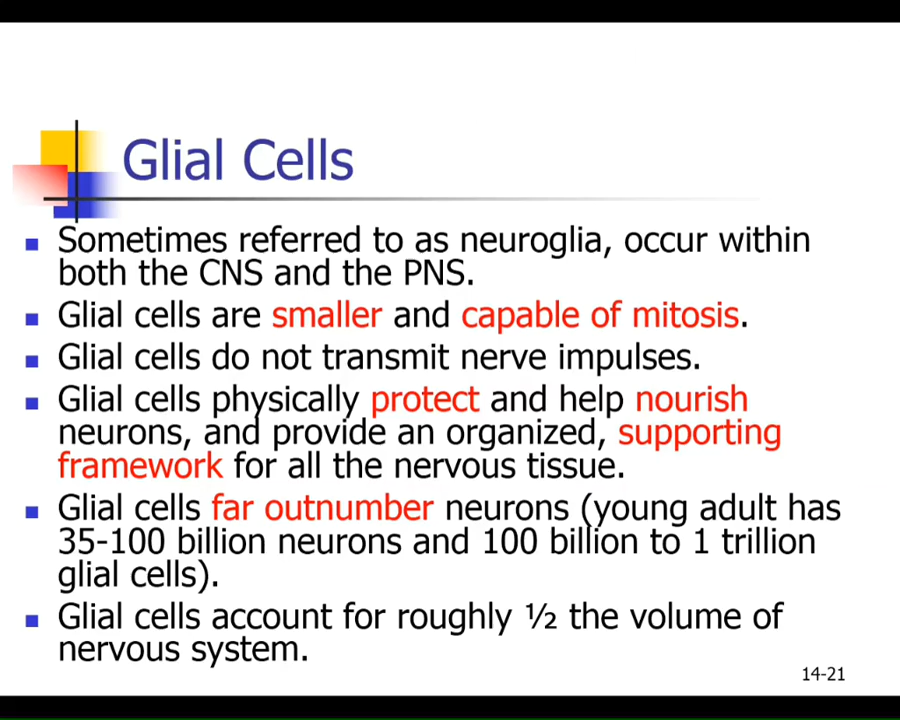 Glial Cells
Sometimes referred to as neuroglia, occur within
both the CNS and the PNS.
Glial cells are smaller and capable of mitosis.
Glial cells do not transmit nerve impulses.
Glial cells physically protect and help nourish
neurons, and provide an organized, supporting
framework for all the nervous tissue.
Glial cells far outnumber neurons (young adult has
35-100 billion neurons and 100 billion to 1 trillion
glial cells).
Glial cells account for roughly ½ the volume of
nervous system.
14-21